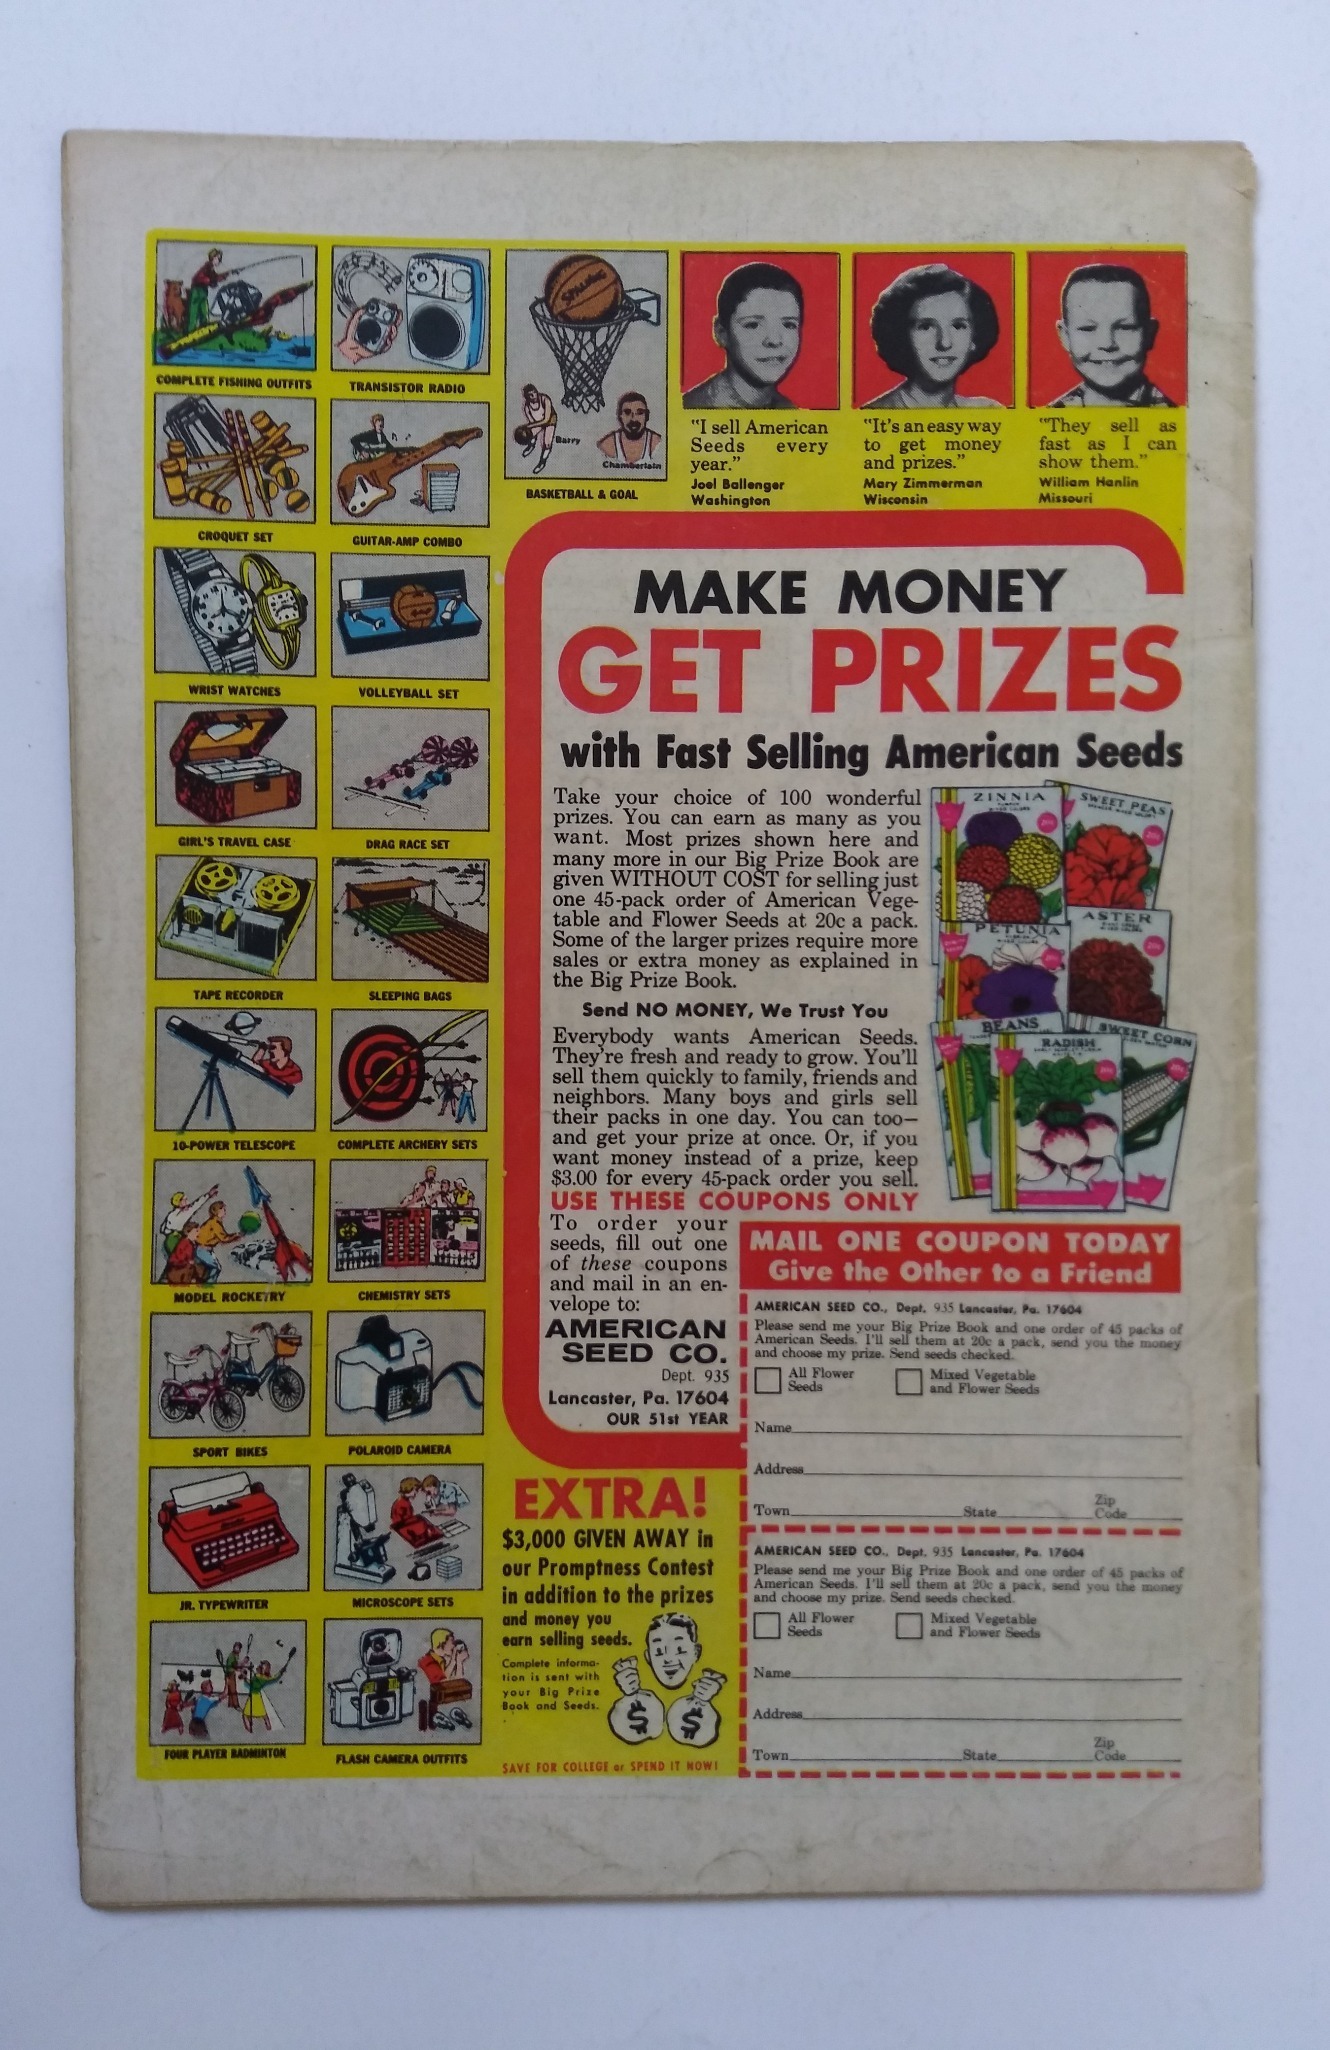 COMPLETE FISHING OUTFITS
TRANSISTOR RADIO
SPALDING
Barry
Chamberlain
BASKETBALL & GOAL
CROQUET SET
GUITAR-AMP COMBO
WRIST WATCHES
VOLLEYBALL SET
GIRL'S TRAVEL CASE
DRAG RACE SET
TAPE RECORDER
SLEEPING BAGS
10-POWER TELESCOPE
COMPLETE ARCHERY SETS
MODEL ROCKETRY
CHEMISTRY SETS
SPORT BIKES
POLAROID CAMERA
JR. TYPEWRITER
MICROSCOPE SETS
FOUR PLAYER BADMINTON
FLASH CAMERA OUTFITS
"I sell American
Seeds every
year."
Joel Ballenger
Washington
"It's an easy way
to get money
and prizes."
Mary Zimmerman
Wisconsin
"They sell as
fast as I can
show them."
William Hanlin
Missouri
MAKE MONEY
GET PRIZES
with Fast Selling American Seeds
Take your choice of 100 wonderful
prizes. You can earn as many as you
want. Most prizes shown here and
many more in our Big Prize Book are
given WITHOUT COST for selling just
one 45-pack order of American Vege-
table and Flower Seeds at 20c a pack.
Some of the larger prizes require more
sales or extra money as explained in
the Big Prize Book.
Send NO MONEY, We Trust You
Everybody wants American Seeds.
They're fresh and ready to grow. You'll
sell them quickly to family, friends and
neighbors. Many boys and girls sell
their packs in one day. You can too—
and get your prize at once. Or, if you
want money instead of a prize, keep
$3.00 for every 45-pack order you sell.
USE THESE COUPONS ONLY
To order your
seeds, fill out one
of these coupons
and mail in an en-
velope to:
AMERICAN
SEED CO.
Dept. 935
Lancaster, Pa. 17604
OUR 51st YEAR
ZINNIA
SWEET PEAS
20¢
PETUNIA
ASTER
20¢
BEANS
RADISH
20¢
SWEET CORN
20¢
MAIL ONE COUPON TODAY
Give the Other to a Friend
AMERICAN SEED CO., Dept. 935 Lancaster, Pa. 17604
Please send me your Big Prize Book and one order of 45 packs of
American Seeds. I'll sell them at 20c a pack, send you the money
and choose my prize. Send seeds checked.
All Flower
Seeds
Mixed Vegetable
and Flower Seeds
Name
Address
Town State Zip
Code
AMERICAN SEED CO., Dept. 935 Lancaster, Pa. 17604
Please send me your Big Prize Book and one order of 45 packs of
American Seeds. I'll sell them at 20c a pack, send you the money
and choose my prize. Send seeds checked.
All Flower
Seeds
Mixed Vegetable
and Flower Seeds
Name
Address
Town State Zip
Code
EXTRA!
$3,000 GIVEN AWAY in
our Promptness Contest
in addition to the prizes
and money you
earn selling seeds.
Complete informa-
tion is sent with
your Big Prize
Book and Seeds.
$ $
SAVE FOR COLLEGE or SPEND IT NOW!